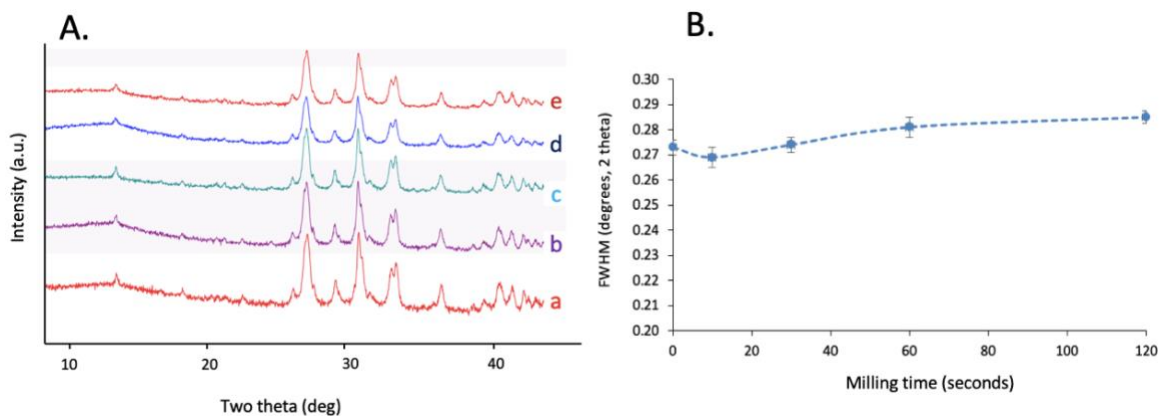 A.
Intensity (a.u.)
e
d
c
b
a
10 20 30 40
Two theta (deg)
B.
FWHM (degrees, 2 theta)
0.30
0.29
0.28
0.27
0.26
0.25
0.24
0.23
0.22
0.21
0.20
0 20 40 60 80 100 120
Milling time (seconds)